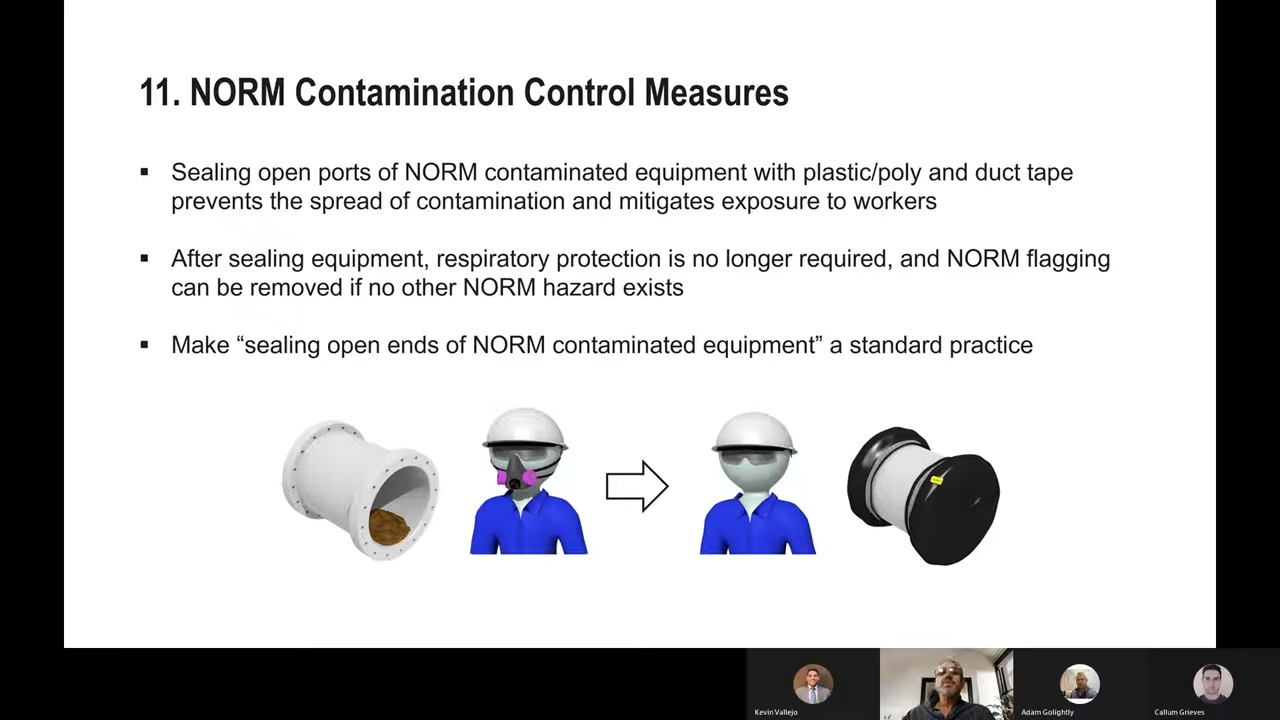 11. NORM Contamination Control Measures
▪ Sealing open ports of NORM contaminated equipment with plastic/poly and duct tape
prevents the spread of contamination and mitigates exposure to workers
▪ After sealing equipment, respiratory protection is no longer required, and NORM flagging
can be removed if no other NORM hazard exists
▪ Make “sealing open ends of NORM contaminated equipment” a standard practice
Kevin Vallejo
Adam Golightly
Callum Grieves